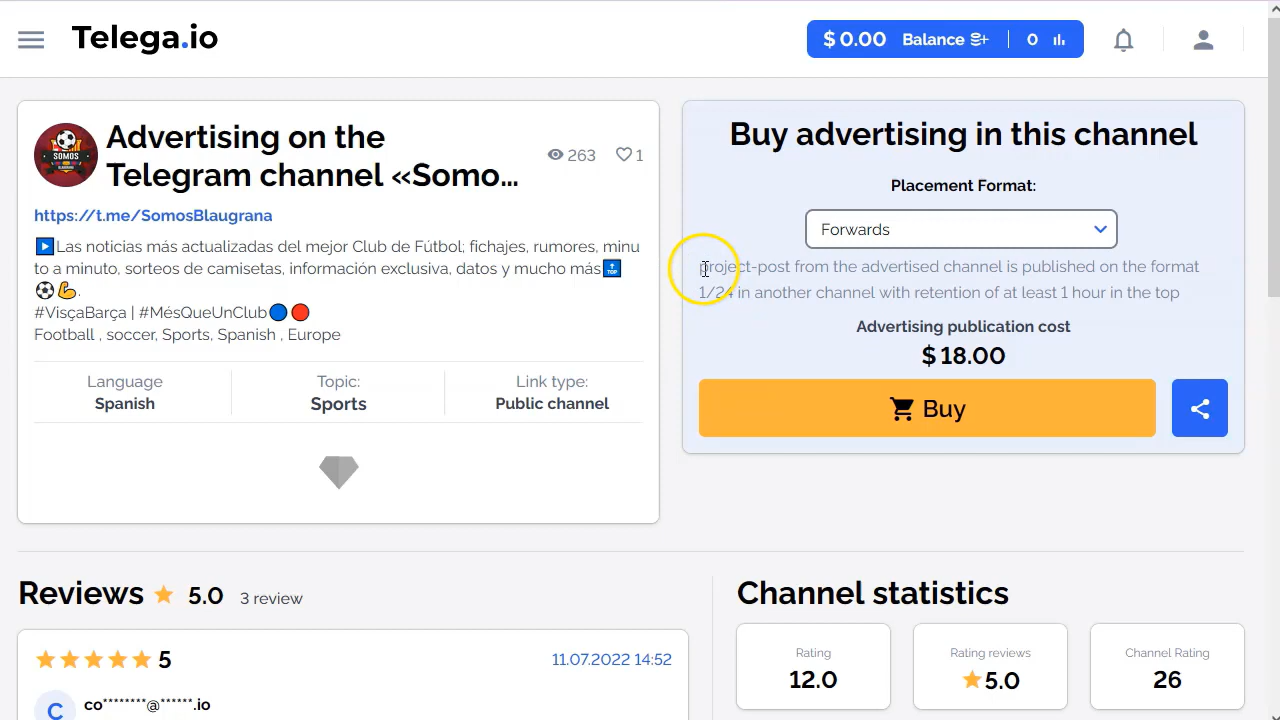 Telega.io
$ 0.00 Balance
0
Advertising on the
Telegram channel «Somo...
263
1
https://t.me/SomosBlaugrana
Las noticias más actualizadas del mejor Club de Fútbol; fichajes, rumores, minu
to a minuto, sorteos de camisetas, información exclusiva, datos y mucho más🔝
⚽💪.
#ViscaBarça | #MésQueUnClub🔵🔴
Football , soccer, Sports, Spanish , Europe
Language
Spanish
Topic:
Sports
Link type:
Public channel
Buy advertising in this channel
Placement Format:
Forwards
project-post from the advertised channel is published on the format
1/24 in another channel with retention of at least 1 hour in the top
Advertising publication cost
$ 18.00
Buy
Reviews 5.0 3 review
5
11.07.2022 14:52
C
co********@******.io
Channel statistics
Rating
12.0
Rating reviews
5.0
Channel Rating
26